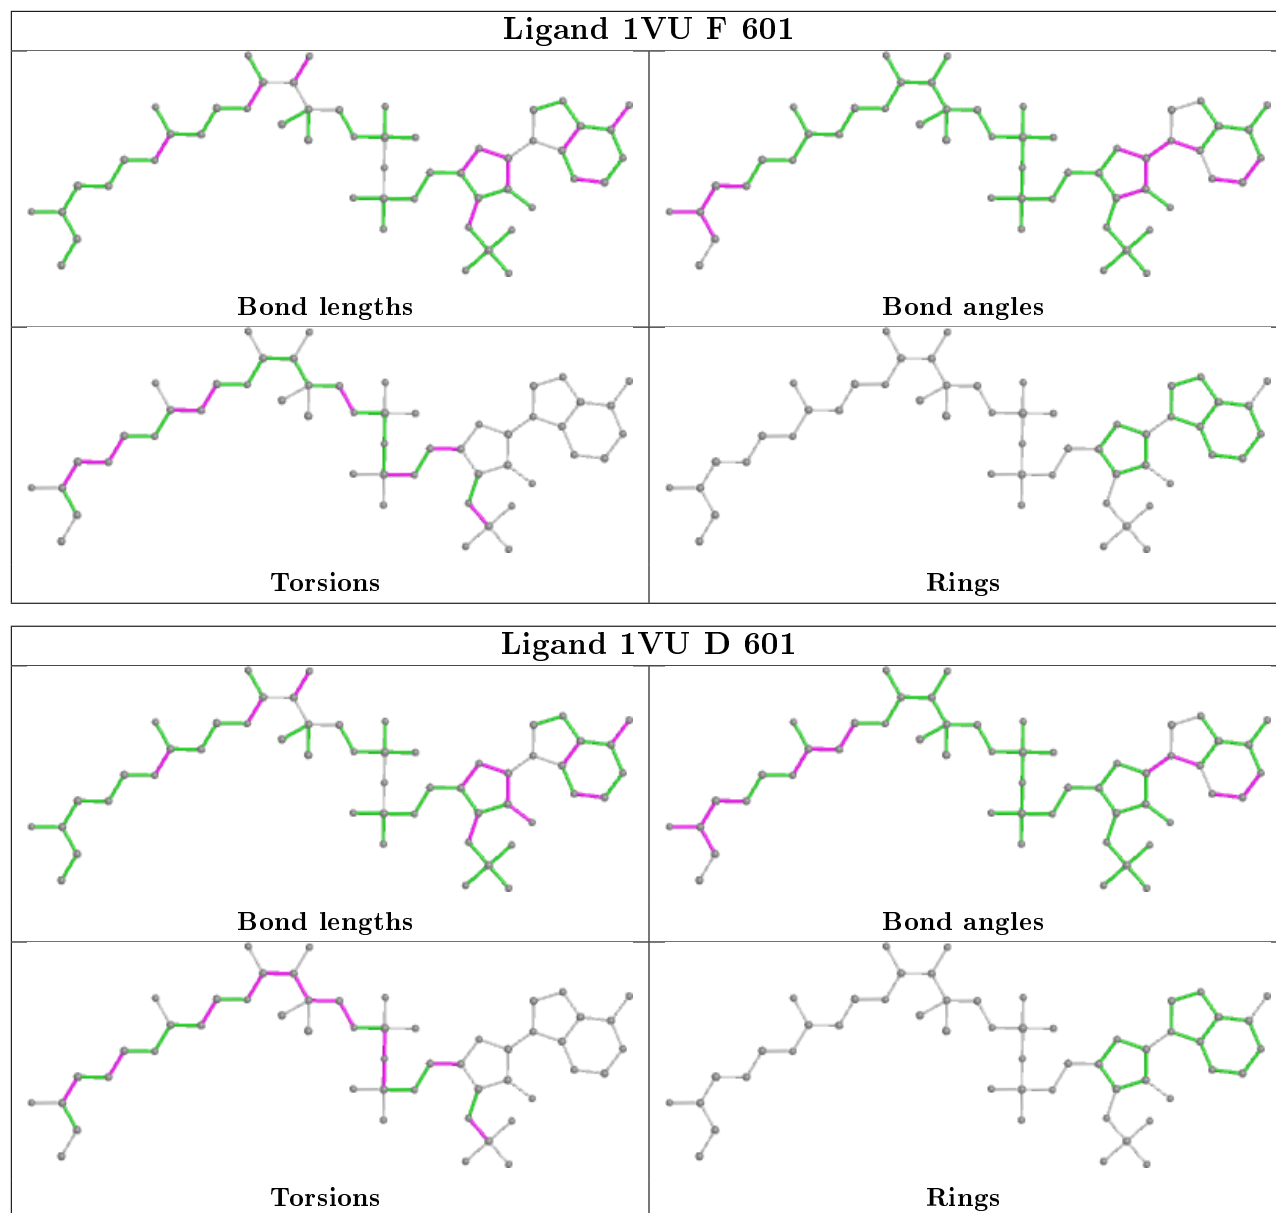 Ligand 1VU F 601
Bond lengths
Bond angles
Torsions
Rings
Ligand 1VU D 601
Bond lengths
Bond angles
Torsions
Rings